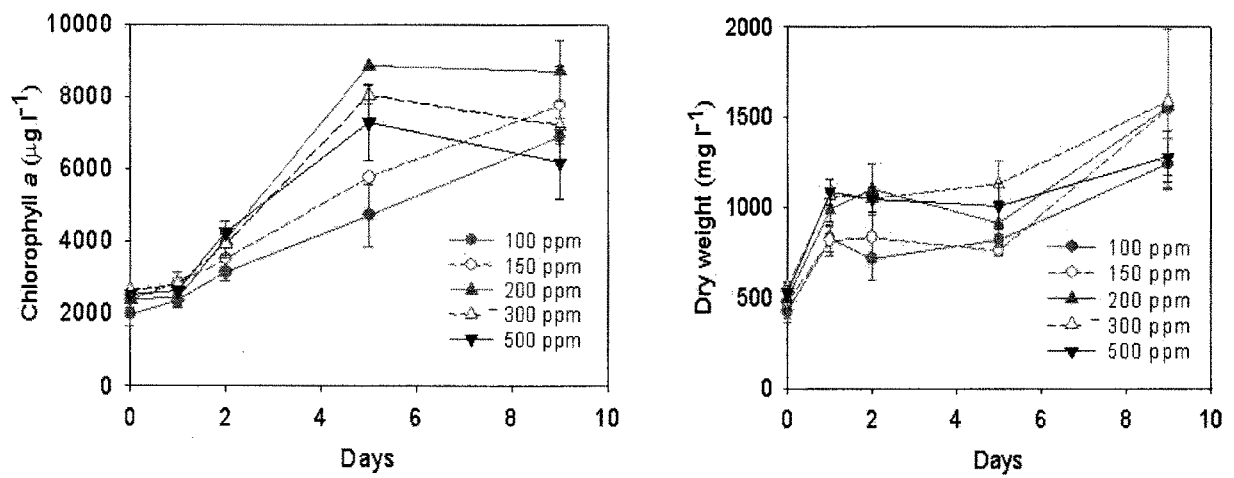 10000
8000
6000
4000
2000
0
Chlorophyll a (µg l⁻¹)
100 ppm
150 ppm
200 ppm
300 ppm
500 ppm
0 2 4 6 8 10
Days
2000
1500
1000
500
0
Dry weight (mg l⁻¹)
100 ppm
150 ppm
200 ppm
300 ppm
500 ppm
0 2 4 6 8 10
Days